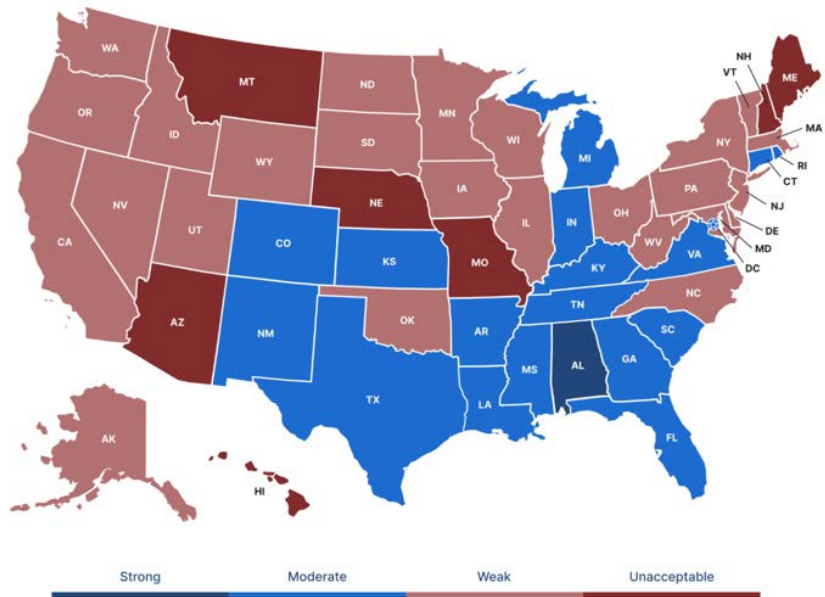 WA
MT
ND
MN
OR
ID
SD
WI
WY
NV
UT
CA
NE
IA
CO
KS
IL
MO
IN
OH
MI
KY
WV
VA
PA
NY
NH
VT
ME
MA
RI
CT
NJ
DE
MD
DC
AZ
NM
OK
AR
TN
NC
SC
TX
LA
MS
AL
GA
FL
AK
HI
Strong Moderate Weak Unacceptable